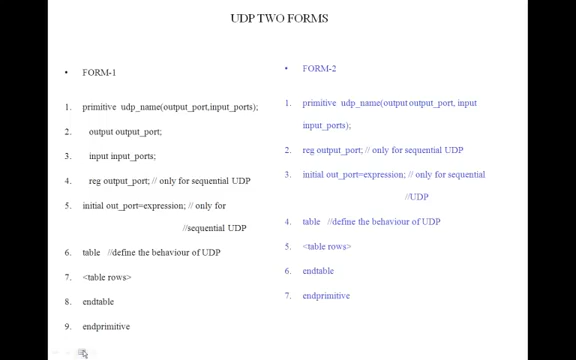 UDP TWO FORMS
• FORM-1
1. primitive udp_name(output_port,input_ports);
2. output output_port;
3. input input_ports;
4. reg output_port; // only for sequential UDP
5. initial out_port=expression; // only for
//sequential UDP
6. table //define the behaviour of UDP
7. <table rows>
8. endtable
9. endprimitive
• FORM-2
1. primitive udp_name(output output_port, input
input_ports);
2. reg output_port; // only for sequential UDP
3. initial out_port=expression; // only for sequential
//UDP
4. table //define the behaviour of UDP
5. <table rows>
6. endtable
7. endprimitive